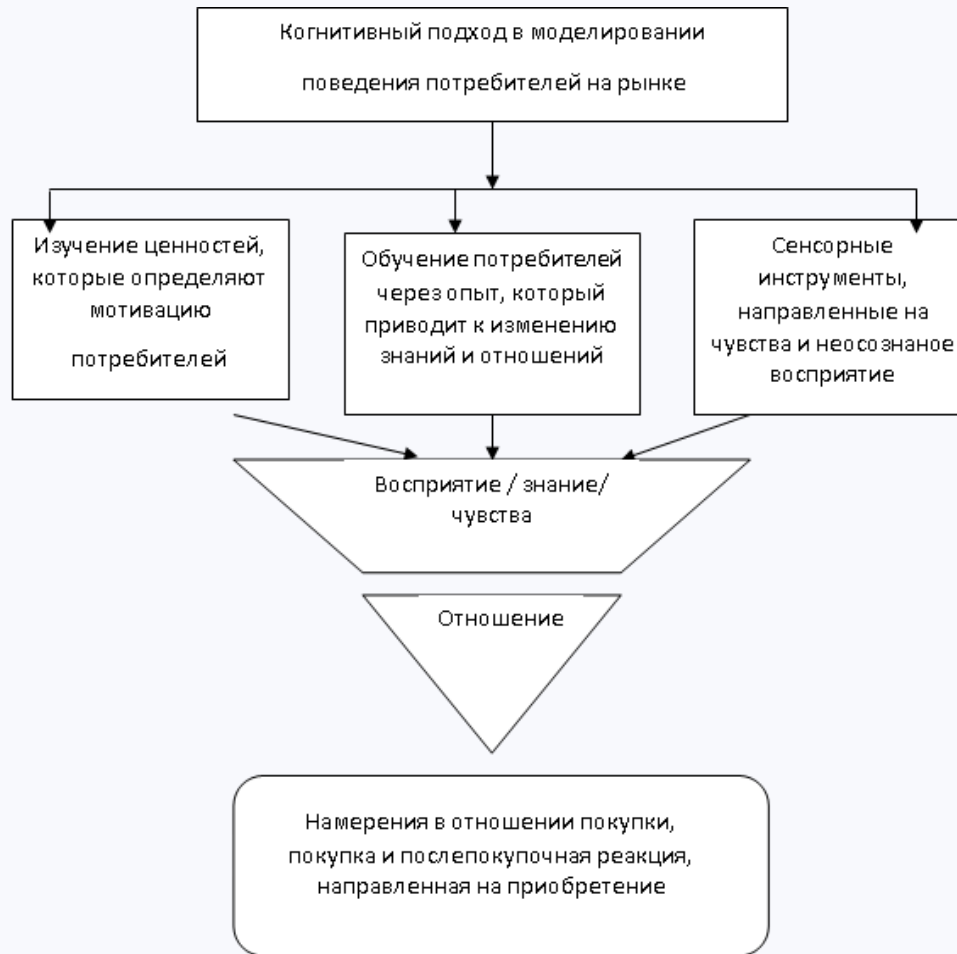 Когнитивный подход в моделировании
поведения потребителей на рынке
Изучение ценностей,
которые определяют
мотивацию
потребителей
Обучение потребителей
через опыт, который
приводит к изменению
знаний и отношений
Сенсорные
инструменты,
направленные на
чувства и неосознаное
восприятие
Восприятие / знание/
чувства
Отношение
Намерения в отношении покупки,
покупка и послепокупочная реакция,
направленная на приобретение